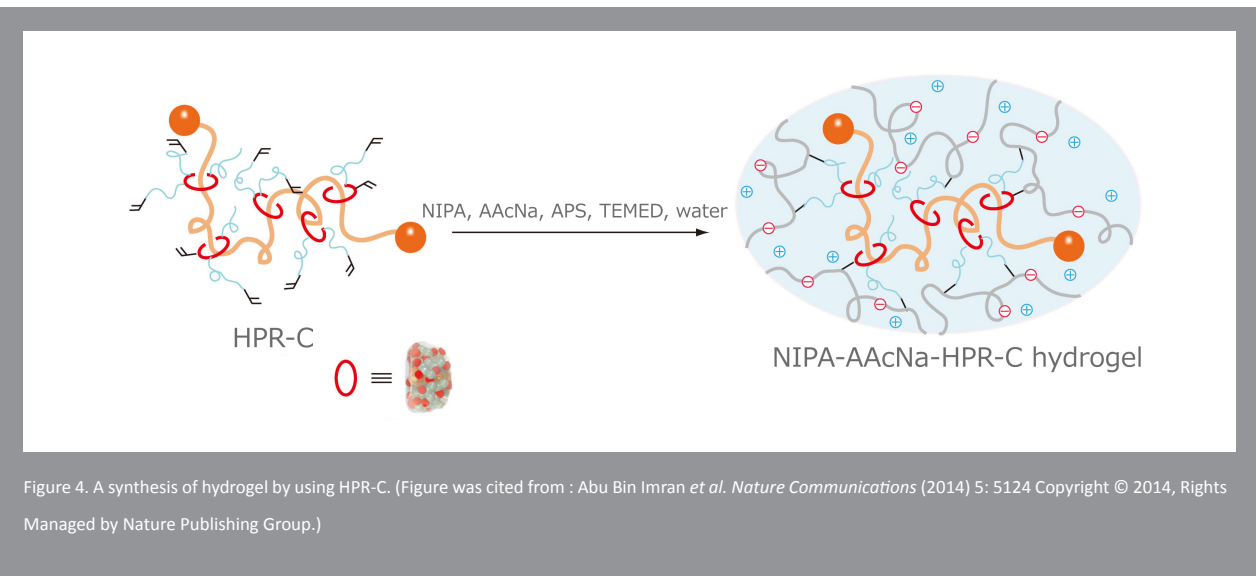 NIPA, AAcNa, APS, TEMED, water
HPR-C
NIPA-AAcNa-HPR-C hydrogel
Figure 4. A synthesis of hydrogel by using HPR-C. (Figure was cited from : Abu Bin Imran et al. Nature Communications (2014) 5: 5124 Copyright © 2014, Rights
Managed by Nature Publishing Group.)